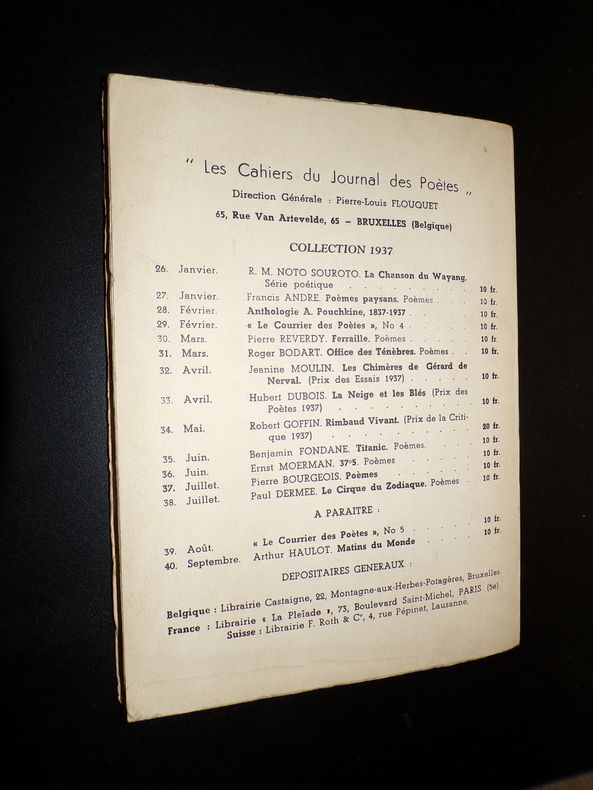 " Les Cahiers du Journal des Poètes „
Direction Générale : Pierre-Louis FLOUQUET
65, Rue Van Artevelde, 65 – BRUXELLES (Belgique)
COLLECTION 1937
26. Janvier. R. M. NOTO SOUROTO. La Chanson du Wayang.
Série poétique . . . . . . . . . 10 fr.
27. Janvier. Francis ANDRE. Poèmes paysans. Poèmes . . . 10 fr.
28. Février. Anthologie A. Pouchkine, 1837-1937 . . . . . 10 fr.
29. Février. « Le Courrier des Poètes », No 4 . . . . . . 10 fr.
30. Mars. Pierre REVERDY. Ferraille. Poèmes . . . . . 10 fr.
31. Mars. Roger BODART. Office des Ténèbres. Poèmes . . 10 fr.
32. Avril. Jeanine MOULIN. Les Chimères de Gérard de
Nerval. (Prix des Essais 1937) . . . . . 10 fr.
33. Avril. Hubert DUBOIS. La Neige et les Blés (Prix des
Poètes 1937) . . . . . . . . . . 10 fr.
34. Mai. Robert GOFFIN. Rimbaud Vivant. (Prix de la Criti-
que 1937) . . . . . . . . . . . 20 fr.
35. Juin. Benjamin FONDANE. Titanic. Poèmes. . . . . 10 fr.
36. Juin. Ernst MOERMAN. 37°5. Poèmes . . . . . . 10 fr.
37. Juillet. Pierre BOURGEOIS. Poèmes . . . . . . 10 fr.
38. Juillet. Paul DERMEE. Le Cirque du Zodiaque. Poèmes . 10 fr.
A PARAITRE :
39. Août. « Le Courrier des Poètes », No 5 . . . . . 10 fr.
40. Septembre. Arthur HAULOT. Matins du Monde . . . . 10 fr.
DEPOSITAIRES GENERAUX :
Belgique : Librairie Castaigne, 22, Montagne-aux-Herbes-Potagères, Bruxelles.
France : Librairie « La Pleïade », 73, Boulevard Saint-Michel, PARIS (5e)
Suisse : Librairie F. Roth & C°, 4, rue Pépinet, Lausanne.